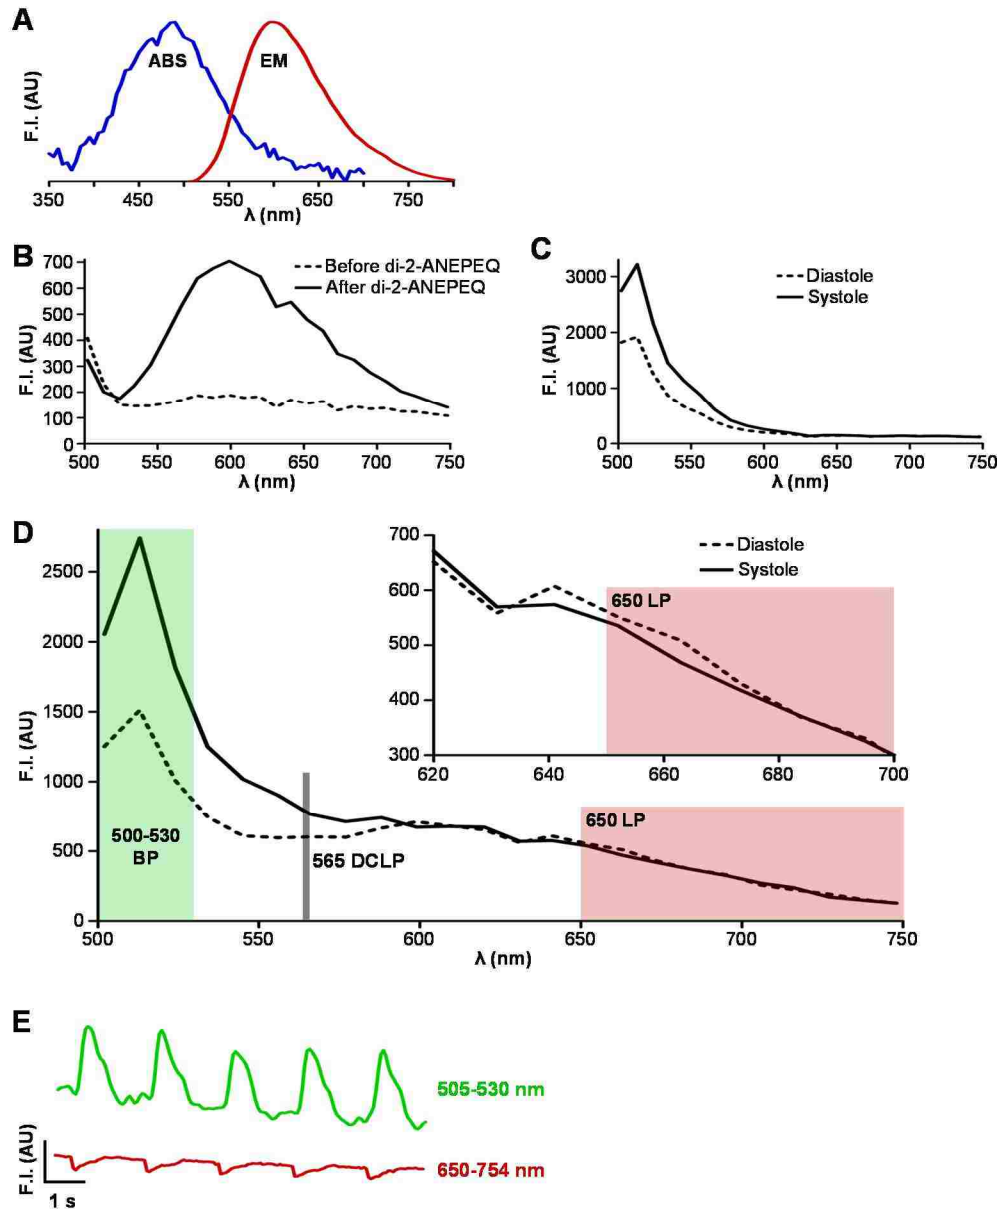 A
F.I. (AU)
ABS
EM
350
450
550
650
750
λ (nm)
B
F.I. (AU)
700
600
500
400
300
200
100
0
Before di-2-ANEPEQ
After di-2-ANEPEQ
500
550
600
650
700
750
λ (nm)
C
F.I. (AU)
3000
2000
1000
0
Diastole
Systole
500
550
600
650
700
750
λ (nm)
D
F.I. (AU)
2500
2000
1500
1000
500
0
500-530
BP
565 DCLP
650 LP
500
550
600
650
700
750
λ (nm)
700
600
500
400
300
Diastole
Systole
650 LP
620
640
660
680
700
E
505-530 nm
F.I. (AU)
650-754 nm
1 s